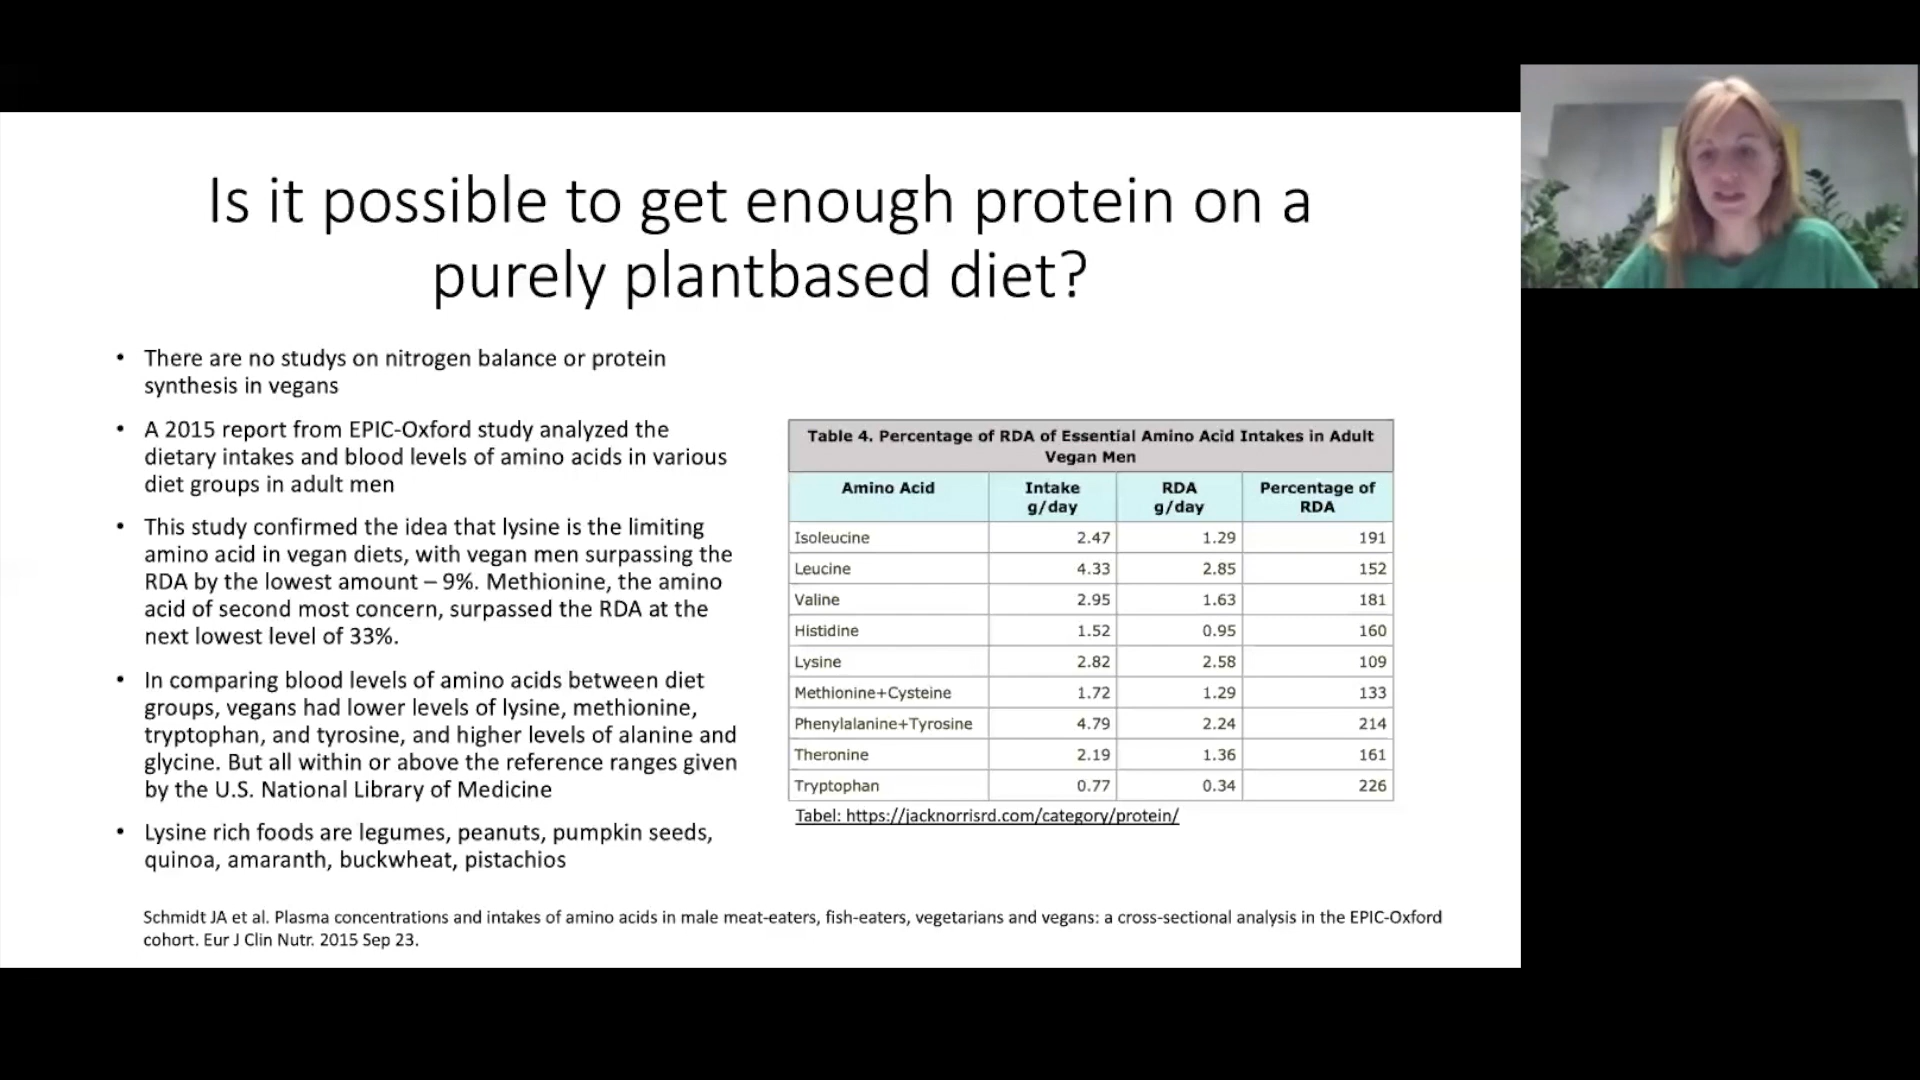 Is it possible to get enough protein on a
purely plantbased diet?
• There are no studys on nitrogen balance or protein
synthesis in vegans
• A 2015 report from EPIC-Oxford study analyzed the
dietary intakes and blood levels of amino acids in various
diet groups in adult men
• This study confirmed the idea that lysine is the limiting
amino acid in vegan diets, with vegan men surpassing the
RDA by the lowest amount – 9%. Methionine, the amino
acid of second most concern, surpassed the RDA at the
next lowest level of 33%.
• In comparing blood levels of amino acids between diet
groups, vegans had lower levels of lysine, methionine,
tryptophan, and tyrosine, and higher levels of alanine and
glycine. But all within or above the reference ranges given
by the U.S. National Library of Medicine
• Lysine rich foods are legumes, peanuts, pumpkin seeds,
quinoa, amaranth, buckwheat, pistachios
Table 4. Percentage of RDA of Essential Amino Acid Intakes in Adult
Vegan Men
Amino Acid Intake g/day RDA g/day Percentage of RDA
Isoleucine 2.47 1.29 191
Leucine 4.33 2.85 152
Valine 2.95 1.63 181
Histidine 1.52 0.95 160
Lysine 2.82 2.58 109
Methionine+Cysteine 1.72 1.29 133
Phenylalanine+Tyrosine 4.79 2.24 214
Theronine 2.19 1.36 161
Tryptophan 0.77 0.34 226
Tabel: https://jacknorrisrd.com/category/protein/
Schmidt JA et al. Plasma concentrations and intakes of amino acids in male meat-eaters, fish-eaters, vegetarians and vegans: a cross-sectional analysis in the EPIC-Oxford
cohort. Eur J Clin Nutr. 2015 Sep 23.